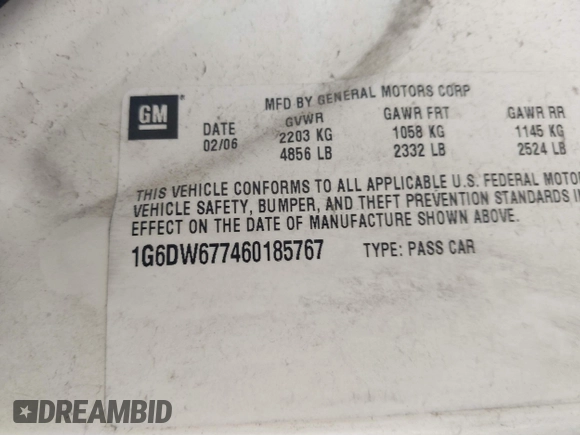 GM ®
MFD BY GENERAL MOTORS CORP
DATE GVWR GAWR FRT GAWR RR
02/06 2203 KG 1058 KG 1145 KG
4856 LB 2332 LB 2524 LB
THIS VEHICLE CONFORMS TO ALL APPLICABLE U.S. FEDERAL MOTOR
VEHICLE SAFETY, BUMPER, AND THEFT PREVENTION STANDARDS IN
EFFECT ON THE DATE OF MANUFACTURE SHOWN ABOVE.
1G6DW677460185767 TYPE: PASS CAR
DREAMBID